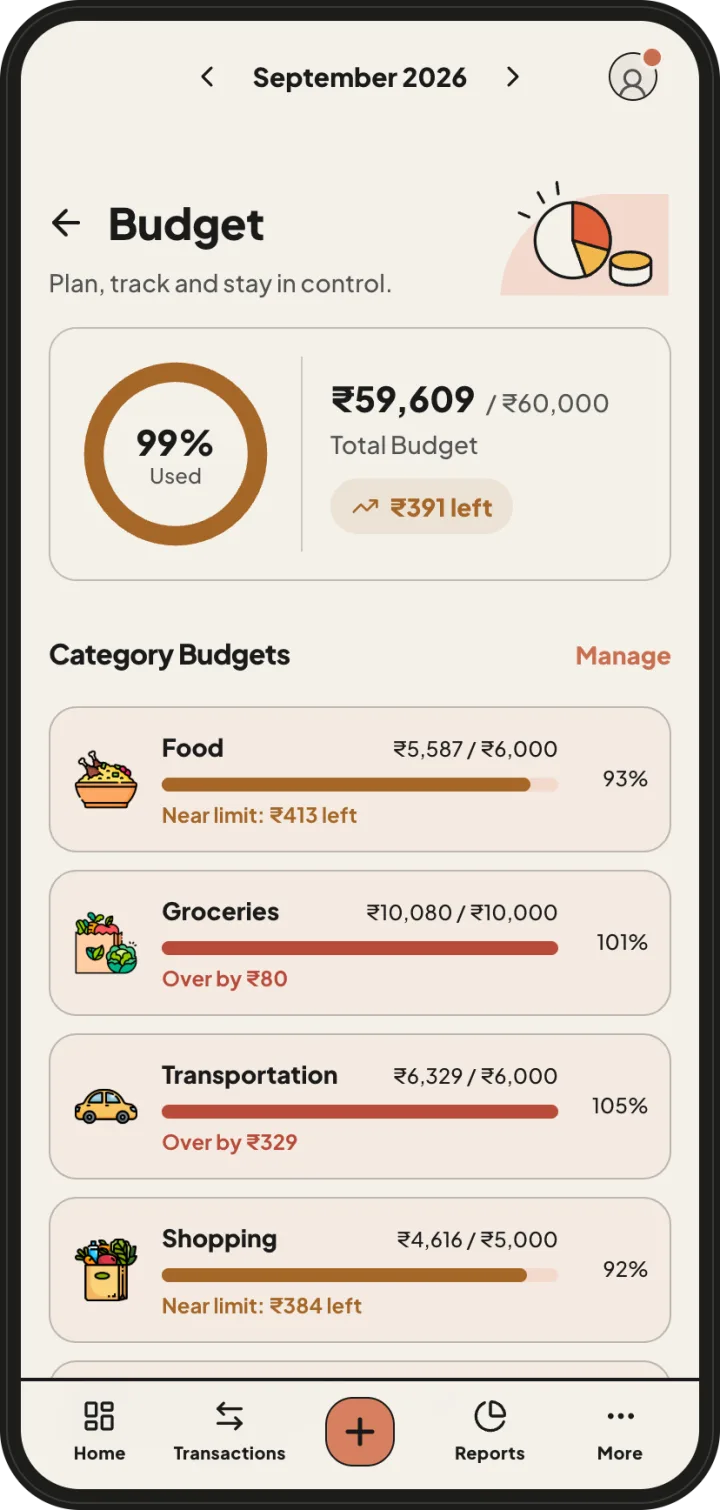 September 2026
Budget
Plan, track and stay in control.
99%
Used
₹59,609 / ₹60,000
Total Budget
₹391 left
Category Budgets
Manage
Food
₹5,587 / ₹6,000
93%
Near limit: ₹413 left
Groceries
₹10,080 / ₹10,000
101%
Over by ₹80
Transportation
₹6,329 / ₹6,000
105%
Over by ₹329
Shopping
₹4,616 / ₹5,000
92%
Near limit: ₹384 left
Home
Transactions
Reports
More